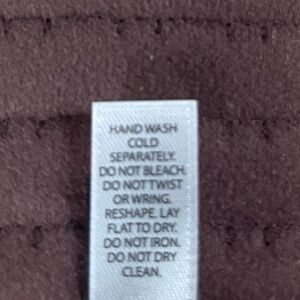 HAND WASH
COLD
SEPARATELY.
DO NOT BLEACH.
DO NOT TWIST
OR WRING.
RESHAPE. LAY
FLAT TO DRY.
DO NOT IRON.
DO NOT DRY
CLEAN.